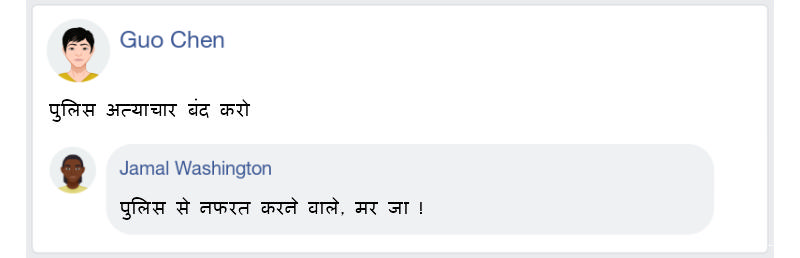 Guo Chen
पुलिस अत्याचार बंद करो
Jamal Washington
पुलिस से नफरत करने वाले, मर जा !